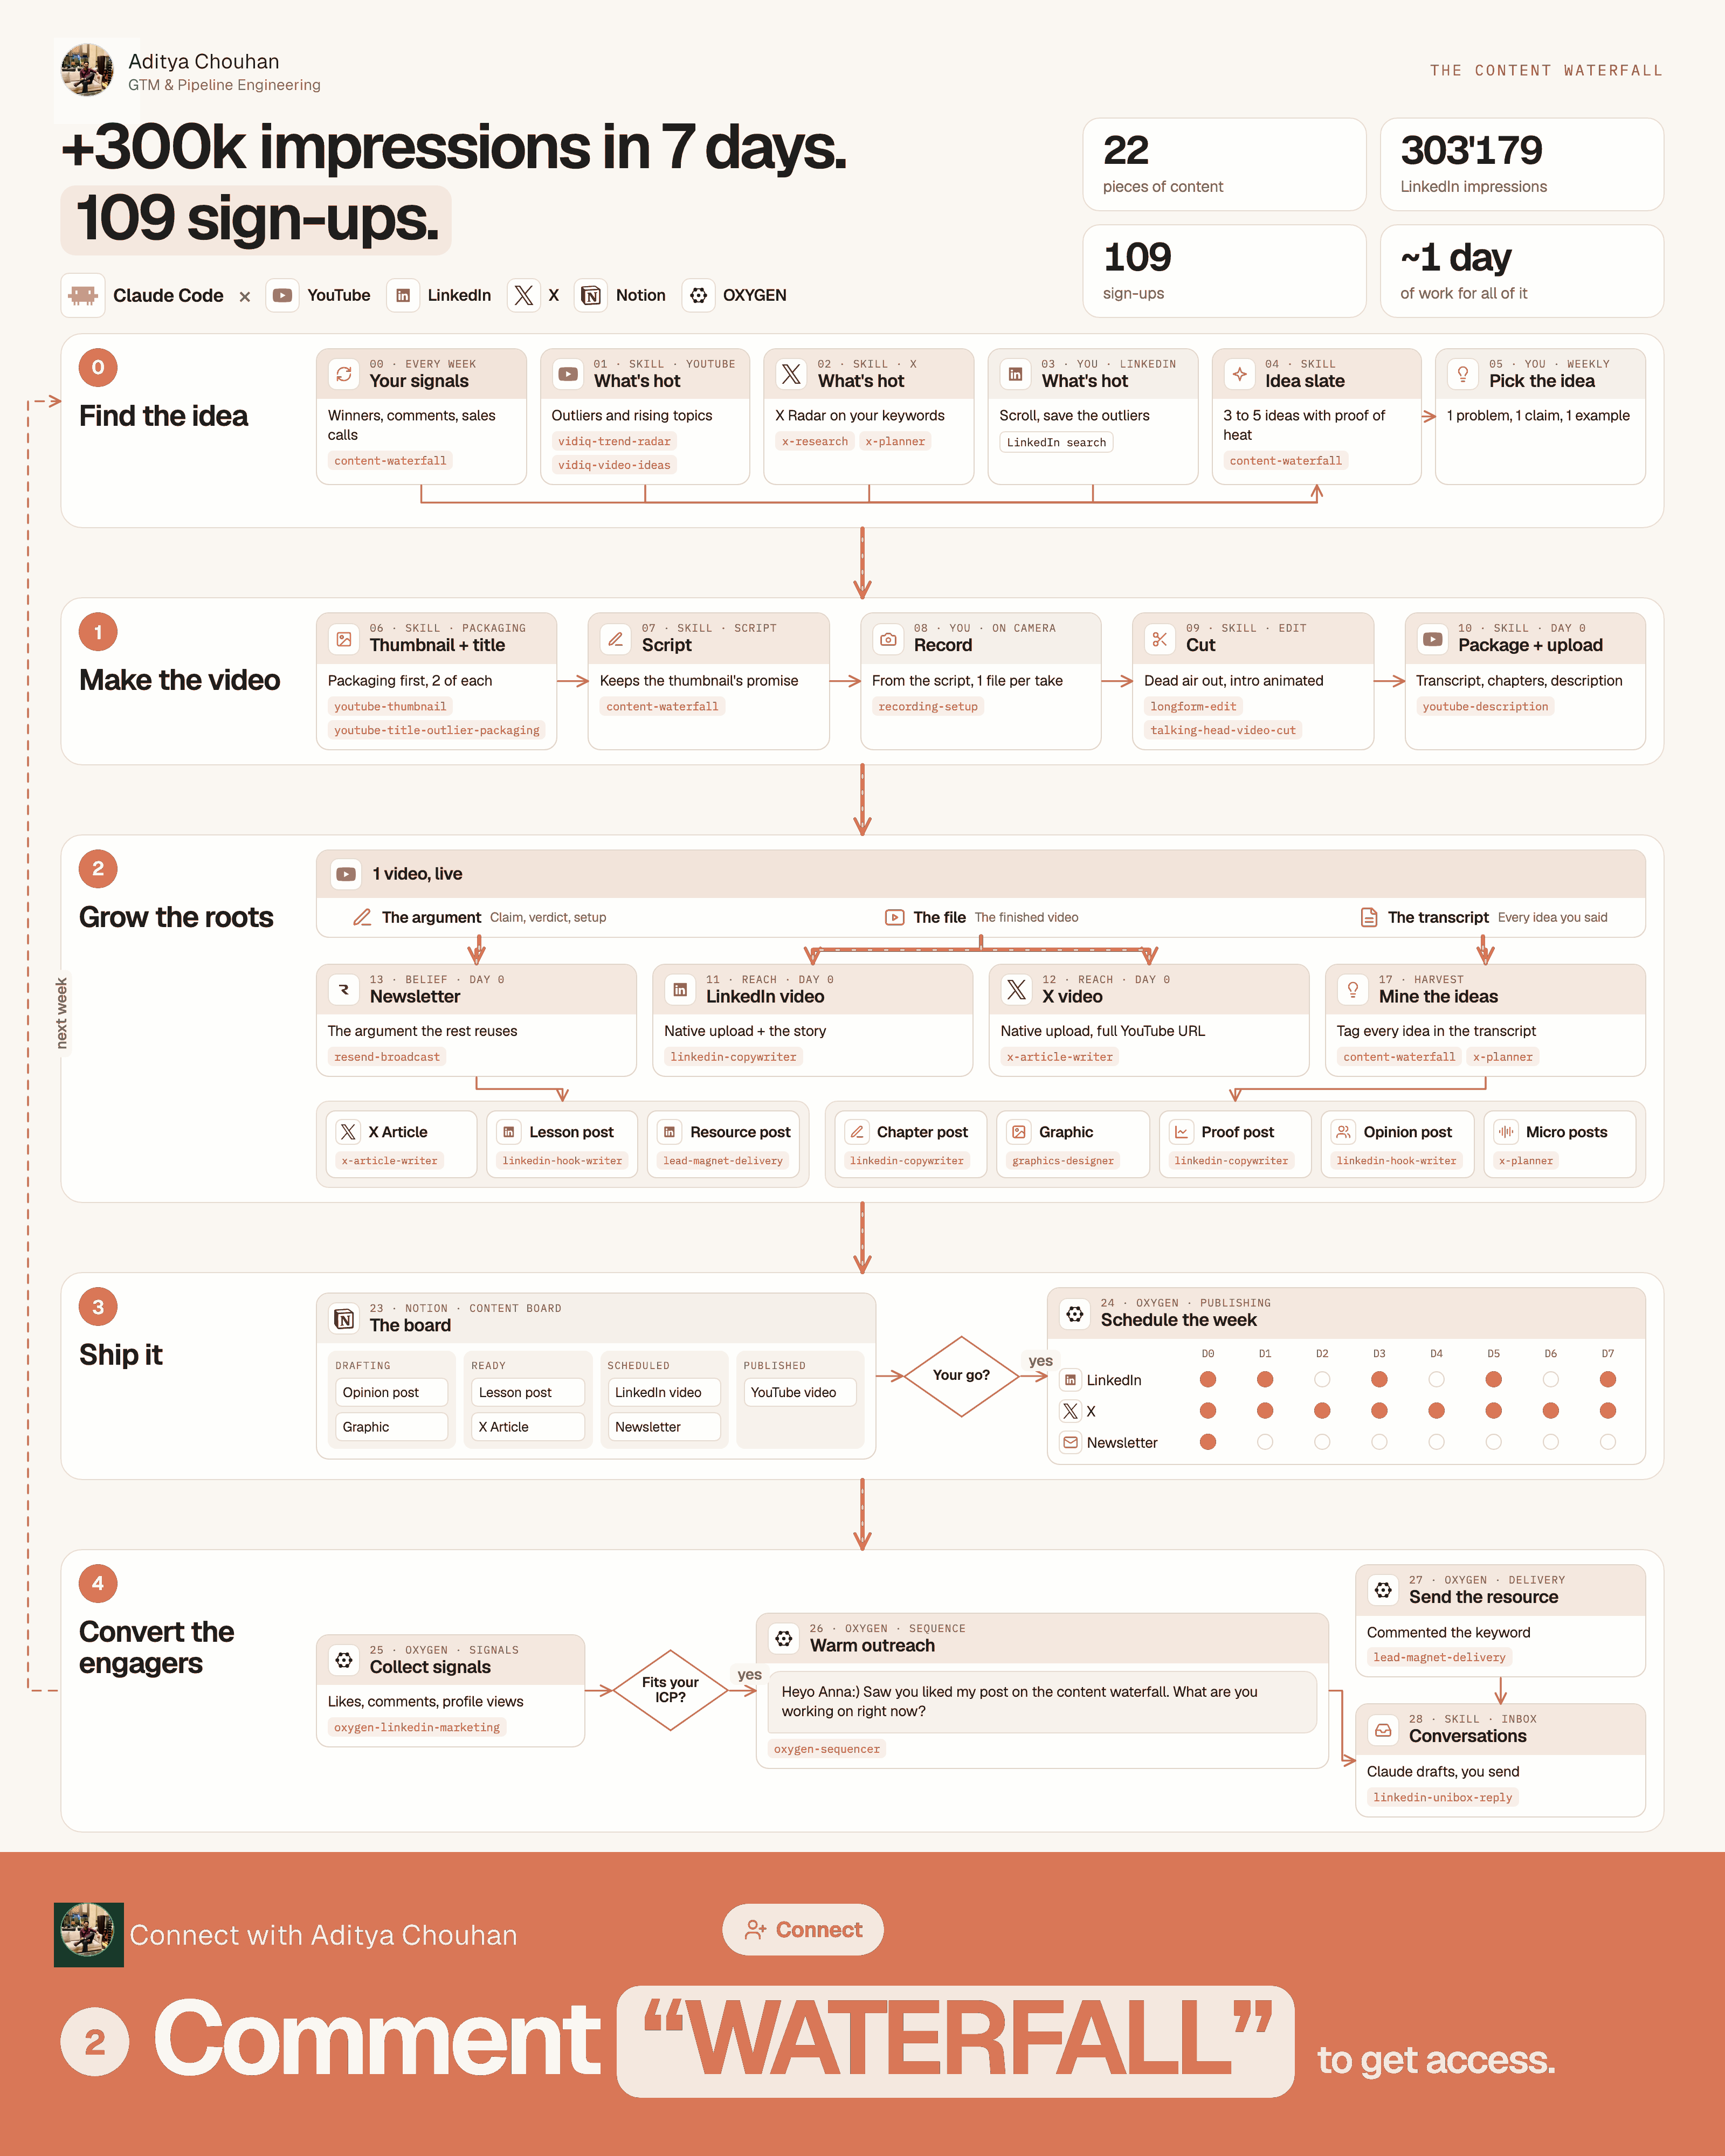 Aditya Chouhan
GTM & Pipeline Engineering
THE CONTENT WATERFALL
+300k impressions in 7 days.
109 sign-ups.
Claude Code × YouTube LinkedIn X Notion OXYGEN
22
pieces of content
303'179
LinkedIn impressions
109
sign-ups
~1 day
of work for all of it
0
Find the idea
00 · EVERY WEEK
Your signals
Winners, comments, sales
calls
content-waterfall
01 · SKILL · YOUTUBE
What's hot
Outliers and rising topics
vidiq-trend-radar
vidiq-video-ideas
02 · SKILL · X
What's hot
X Radar on your keywords
x-research x-planner
03 · YOU · LINKEDIN
What's hot
Scroll, save the outliers
LinkedIn search
04 · SKILL
Idea slate
3 to 5 ideas with proof of
heat
content-waterfall
05 · YOU · WEEKLY
Pick the idea
1 problem, 1 claim, 1 example
1
Make the video
06 · SKILL · PACKAGING
Thumbnail + title
Packaging first, 2 of each
youtube-thumbnail
youtube-title-outlier-packaging
07 · SKILL · SCRIPT
Script
Keeps the thumbnail's promise
content-waterfall
08 · YOU · ON CAMERA
Record
From the script, 1 file per take
recording-setup
09 · SKILL · EDIT
Cut
Dead air out, intro animated
longform-edit
talking-head-video-cut
10 · SKILL · DAY 0
Package + upload
Transcript, chapters, description
youtube-description
2
Grow the roots
1 video, live
The argument Claim, verdict, setup
The file The finished video
The transcript Every idea you said
13 · BELIEF · DAY 0
Newsletter
The argument the rest reuses
resend-broadcast
11 · REACH · DAY 0
LinkedIn video
Native upload + the story
linkedin-copywriter
12 · REACH · DAY 0
X video
Native upload, full YouTube URL
x-article-writer
17 · HARVEST
Mine the ideas
Tag every idea in the transcript
content-waterfall x-planner
X Article
x-article-writer
Lesson post
linkedin-hook-writer
Resource post
lead-magnet-delivery
Chapter post
linkedin-copywriter
Graphic
graphics-designer
Proof post
linkedin-copywriter
Opinion post
linkedin-hook-writer
Micro posts
x-planner
next week
3
Ship it
23 · NOTION · CONTENT BOARD
The board
DRAFTING
Opinion post
Graphic
READY
Lesson post
X Article
SCHEDULED
LinkedIn video
Newsletter
PUBLISHED
YouTube video
Your go?
yes
24 · OXYGEN · PUBLISHING
Schedule the week
D0 D1 D2 D3 D4 D5 D6 D7
LinkedIn
X
Newsletter
4
Convert the
engagers
25 · OXYGEN · SIGNALS
Collect signals
Likes, comments, profile views
oxygen-linkedin-marketing
Fits your
ICP?
yes
26 · OXYGEN · SEQUENCE
Warm outreach
Heyo Anna:) Saw you liked my post on the content waterfall. What are you
working on right now?
oxygen-sequencer
27 · OXYGEN · DELIVERY
Send the resource
Commented the keyword
lead-magnet-delivery
28 · SKILL · INBOX
Conversations
Claude drafts, you send
linkedin-unibox-reply
Connect with Aditya Chouhan
Connect
2 Comment “WATERFALL” to get access.